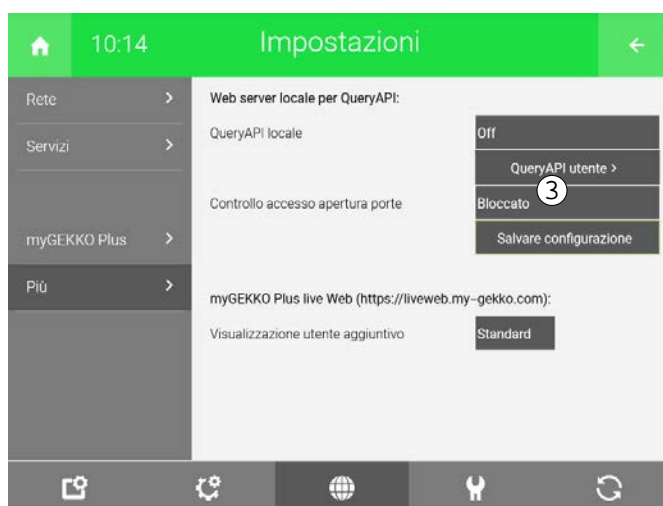 10:14 Impostazioni
Rete
Servizi
myGEKKO Plus
Più
Web server locale per QueryAPI:
QueryAPI locale Off
QueryAPI utente >
3
Controllo accesso apertura porte Bloccato
Salvare configurazione
myGEKKO Plus live Web (https://liveweb.my-gekko.com):
Visualizzazione utente aggiuntivo Standard